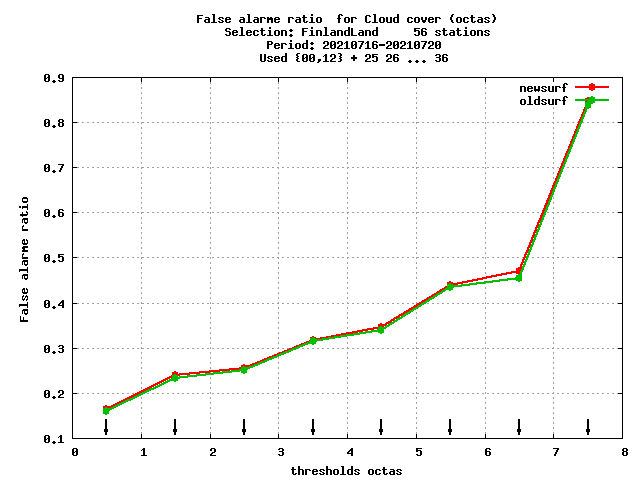 False alarme ratio  for Cloud cover (octas)
Selection: FinlandLand     56 stations
Period: 20210716-20210720
Used {00,12} + 25 26 ... 36
newsurf
oldsurf
0.9
0.8
0.7
0.6
0.5
0.4
0.3
0.2
0.1
False alarme ratio
0 1 2 3 4 5 6 7 8
thresholds octas